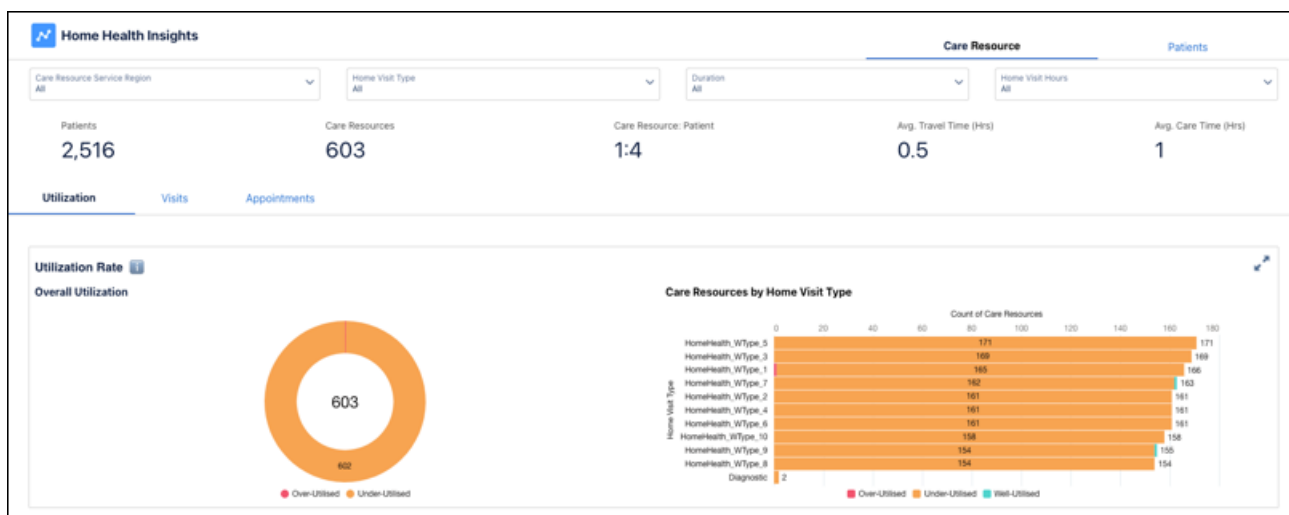 Home Health Insights
Care Resource
Patients
Care Resource Service Region
All
Home Visit Type
All
Duration
All
Home Visit Hours
All
Patients
2,516
Care Resources
603
Care Resource: Patient
1:4
Avg. Travel Time (Hrs)
0.5
Avg. Care Time (Hrs)
1
Utilization
Visits
Appointments
Utilization Rate
Overall Utilization
603
602
Over-Utilised
Under-Utilised
Care Resources by Home Visit Type
Count of Care Resources
0 20 40 60 80 100 120 140 160 180
Home Visit Type
HomeHealth_WType_5 171 171
HomeHealth_WType_3 169 169
HomeHealth_WType_1 165 166
HomeHealth_WType_7 162 163
HomeHealth_WType_2 161 161
HomeHealth_WType_4 161 161
HomeHealth_WType_6 161 161
HomeHealth_WType_10 158 158
HomeHealth_WType_9 154 155
HomeHealth_WType_8 154 154
Diagnostic 2
Over-Utilised Under-Utilised Well-Utilised